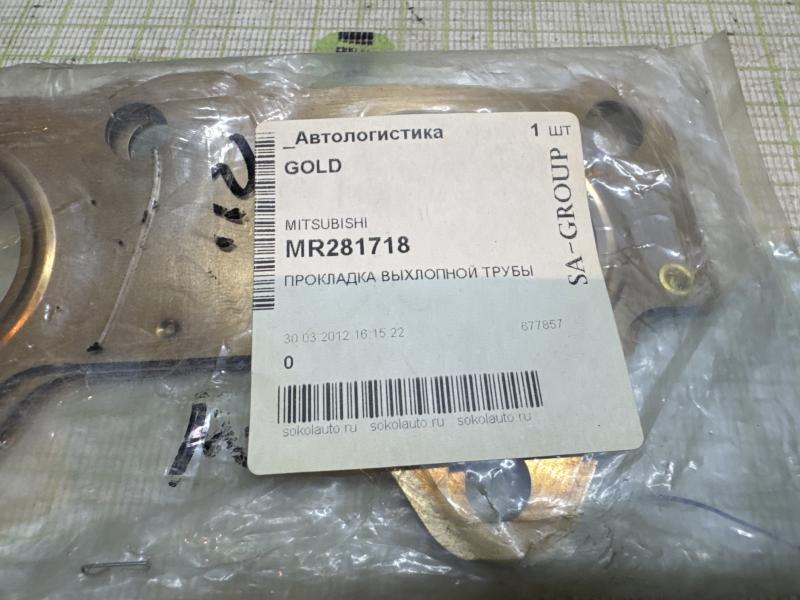 _Автологистика 1 шт
GOLD
SA-GROUP
MITSUBISHI
MR281718
ПРОКЛАДКА ВЫХЛОПНОЙ ТРУБЫ
30.03.2012 16:15:22 677857
0
sokolauto.ru sokolauto.ru sokolauto.ru